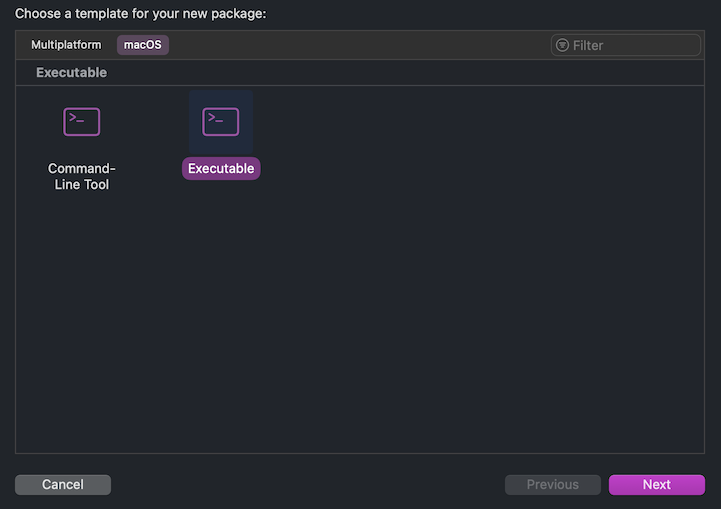 Choose a template for your new package:
Multiplatform macOS Filter
Executable
Command-
Line Tool
Executable
Cancel Previous Next